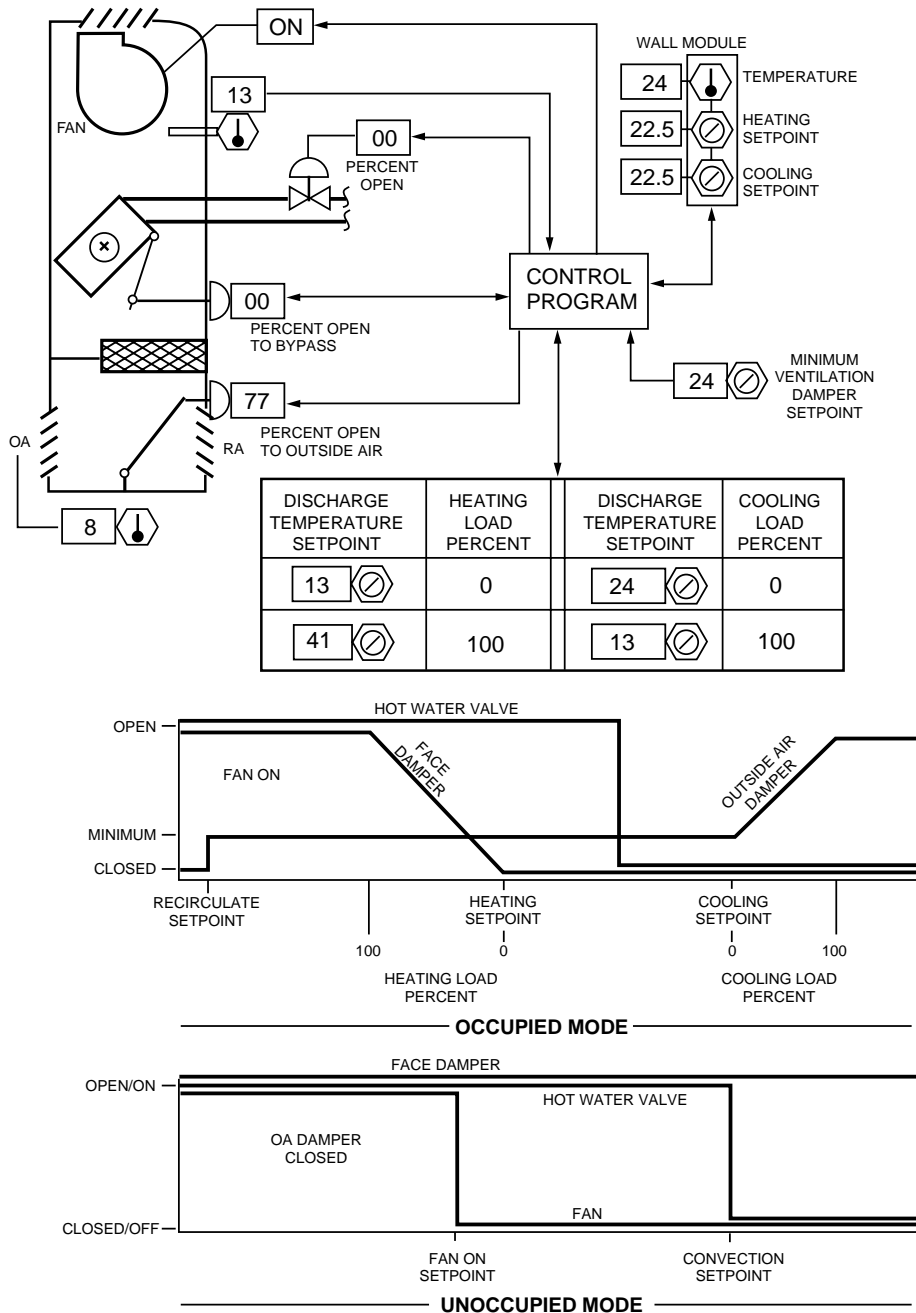 ON
WALL MODULE
FAN
13
24
TEMPERATURE
22.5
HEATING
SETPOINT
00
PERCENT
OPEN
22.5
COOLING
SETPOINT
CONTROL
PROGRAM
00
PERCENT OPEN
TO BYPASS
24
MINIMUM
VENTILATION
DAMPER
SETPOINT
77
PERCENT OPEN
TO OUTSIDE AIR
OA
RA
8
DISCHARGE
TEMPERATURE
SETPOINT
HEATING
LOAD
PERCENT
DISCHARGE
TEMPERATURE
SETPOINT
COOLING
LOAD
PERCENT
13
0
24
0
41
100
13
100
HOT WATER VALVE
OPEN
FACE
DAMPER
OUTSIDE AIR
DAMPER
FAN ON
MINIMUM
CLOSED
RECIRCULATE
SETPOINT
HEATING
SETPOINT
COOLING
SETPOINT
100
0
0
100
HEATING LOAD
PERCENT
COOLING LOAD
PERCENT
OCCUPIED MODE
FACE DAMPER
OPEN/ON
HOT WATER VALVE
OA DAMPER
CLOSED
FAN
CLOSED/OFF
FAN ON
SETPOINT
CONVECTION
SETPOINT
UNOCCUPIED MODE